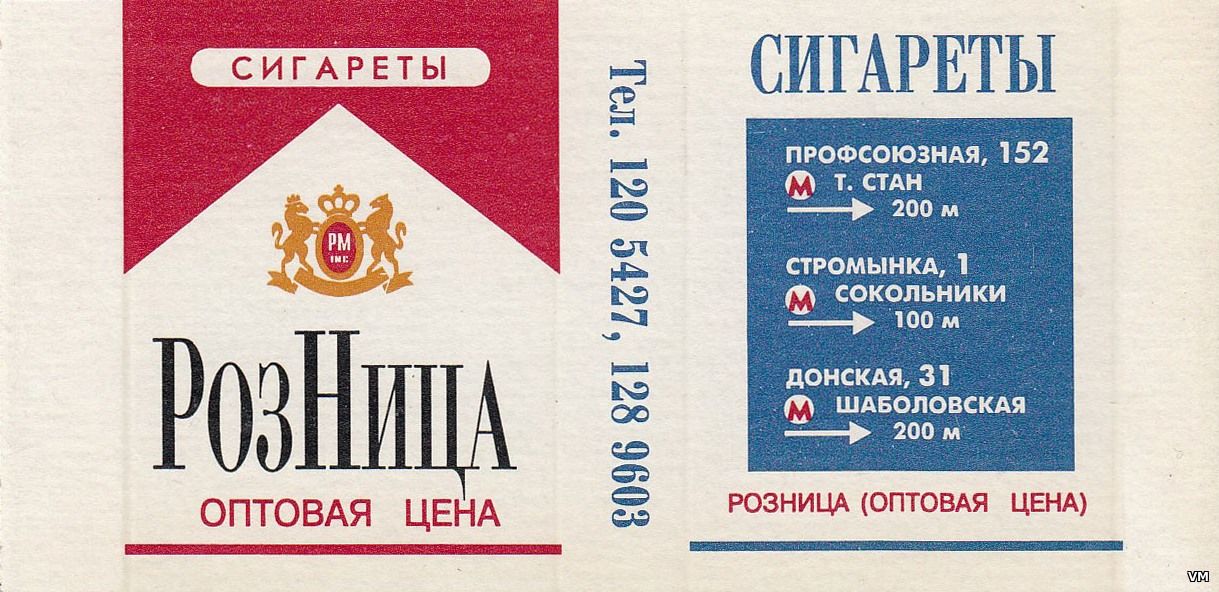 СИГАРЕТЫ
PM
INC
РозНица
ОПТОВАЯ ЦЕНА
Тел. 120 5427, 128 9603
СИГАРЕТЫ
ПРОФСОЮЗНАЯ, 152
М Т. СТАН
200 м
СТРОМЫНКА, 1
М СОКОЛЬНИКИ
100 м
ДОНСКАЯ, 31
М ШАБОЛОВСКАЯ
200 м
РОЗНИЦА (ОПТОВАЯ ЦЕНА)
VM